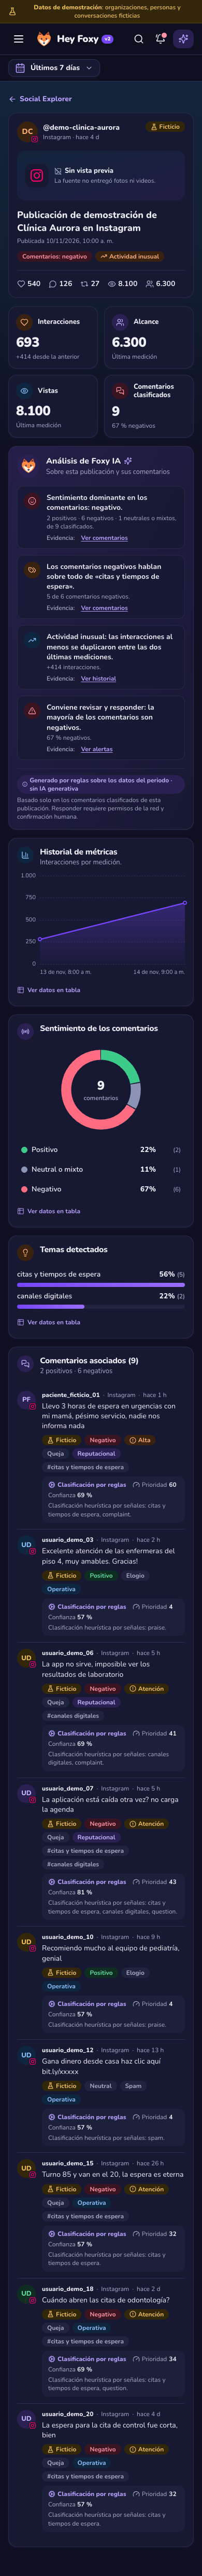 Datos de demostración: organizaciones, personas y
conversaciones ficticias
Hey Foxy
v2
Últimos 7 días
Social Explorer
DC
@demo-clinica-aurora
Ficticio
Instagram · hace 4 d
Sin vista previa
La fuente no entregó fotos ni videos.
Publicación de demostración de
Clínica Aurora en Instagram
Publicada 10/11/2026, 10:00 a. m.
Comentarios: negativo
Actividad inusual
540 126 27 8.100 6.300
Interacciones
693
+414 desde la anterior
Alcance
6.300
Última medición
Vistas
8.100
Última medición
Comentarios
clasificados
9
67 % negativos
Análisis de Foxy IA
Sobre esta publicación y sus comentarios
Sentimiento dominante en los
comentarios: negativo.
2 positivos · 6 negativos · 1 neutrales o mixtos,
de 9 clasificados.
Evidencia: Ver comentarios
Los comentarios negativos hablan
sobre todo de «citas y tiempos de
espera».
5 de 6 comentarios negativos.
Evidencia: Ver comentarios
Actividad inusual: las interacciones al
menos se duplicaron entre las dos
últimas mediciones.
+414 interacciones.
Evidencia: Ver historial
Conviene revisar y responder: la
mayoría de los comentarios son
negativos.
67 % negativos.
Evidencia: Ver alertas
Generado por reglas sobre los datos del periodo ·
sin IA generativa
Basado solo en los comentarios clasificados de esta
publicación. Responder requiere permisos de la red y
confirmación humana.
Historial de métricas
Interacciones por medición.
1.000
750
500
250
0
13 de nov, 8:00 a. m.
14 de nov, 9:00 a. m.
Ver datos en tabla
Sentimiento de los comentarios
9
comentarios
Positivo 22% (2)
Neutral o mixto 11% (1)
Negativo 67% (6)
Ver datos en tabla
Temas detectados
citas y tiempos de espera 56% (5)
canales digitales 22% (2)
Ver datos en tabla
Comentarios asociados (9)
2 positivos · 6 negativos
PF
paciente_ficticio_01 · Instagram · hace 1 h
Llevo 3 horas de espera en urgencias con
mi mamá, pésimo servicio, nadie nos
informa nada
Ficticio Negativo Alta
Queja Reputacional
#citas y tiempos de espera
Clasificación por reglas Prioridad 60
Confianza 69 %
Clasificación heurística por señales: citas y
tiempos de espera, complaint.
UD
usuario_demo_03 · Instagram · hace 2 h
Excelente atención de las enfermeras del
piso 4, muy amables. Gracias!
Ficticio Positivo Elogio
Operativa
Clasificación por reglas Prioridad 4
Confianza 57 %
Clasificación heurística por señales: praise.
UD
usuario_demo_06 · Instagram · hace 5 h
La app no sirve, imposible ver los
resultados de laboratorio
Ficticio Negativo Atención
Queja Reputacional
#canales digitales
Clasificación por reglas Prioridad 41
Confianza 69 %
Clasificación heurística por señales: canales
digitales, complaint.
UD
usuario_demo_07 · Instagram · hace 5 h
La aplicación está caída otra vez? no carga
la agenda
Ficticio Negativo Atención
Queja Reputacional
#citas y tiempos de espera
#canales digitales
Clasificación por reglas Prioridad 43
Confianza 81 %
Clasificación heurística por señales: citas y
tiempos de espera, canales digitales, question.
UD
usuario_demo_10 · Instagram · hace 9 h
Recomiendo mucho al equipo de pediatría,
genial
Ficticio Positivo Elogio
Operativa
Clasificación por reglas Prioridad 4
Confianza 57 %
Clasificación heurística por señales: praise.
UD
usuario_demo_12 · Instagram · hace 13 h
Gana dinero desde casa haz clic aquí
bit.ly/xxxxx
Ficticio Neutral Spam
Operativa
Clasificación por reglas Prioridad 4
Confianza 57 %
Clasificación heurística por señales: spam.
UD
usuario_demo_15 · Instagram · hace 26 h
Turno 85 y van en el 20, la espera es eterna
Ficticio Negativo Atención
Queja Operativa
#citas y tiempos de espera
Clasificación por reglas Prioridad 32
Confianza 57 %
Clasificación heurística por señales: citas y
tiempos de espera.
UD
usuario_demo_18 · Instagram · hace 2 d
Cuándo abren las citas de odontología?
Ficticio Negativo Atención
Queja Operativa
#citas y tiempos de espera
Clasificación por reglas Prioridad 34
Confianza 69 %
Clasificación heurística por señales: citas y
tiempos de espera, question.
UD
usuario_demo_20 · Instagram · hace 4 d
La espera para la cita de control fue corta,
bien
Ficticio Negativo Atención
Queja Operativa
#citas y tiempos de espera
Clasificación por reglas Prioridad 32
Confianza 57 %
Clasificación heurística por señales: citas y
tiempos de espera.